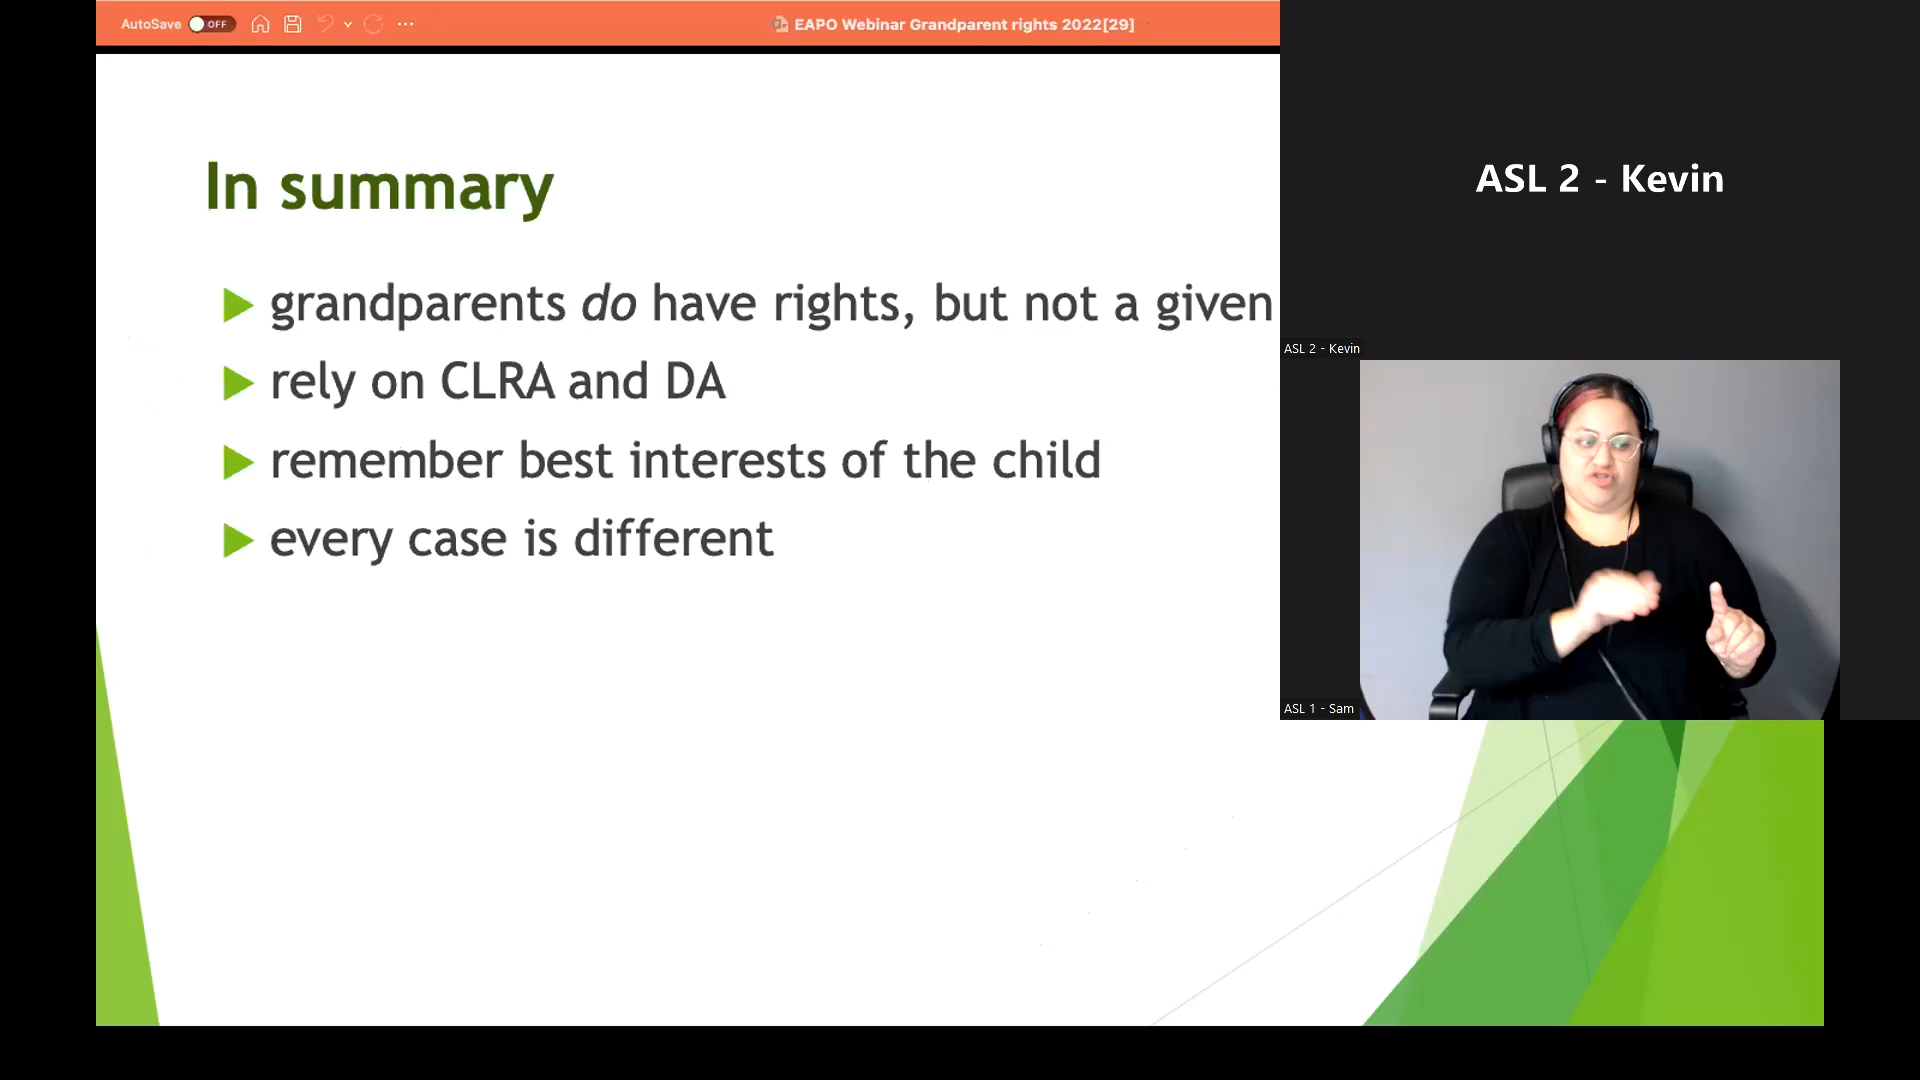 AutoSave OFF
EAPO Webinar Grandparent rights 2022[29]
In summary
grandparents do have rights, but not a given
rely on CLRA and DA
remember best interests of the child
every case is different
ASL 2 - Kevin
ASL 2 - Kevin
ASL 1 - Sam